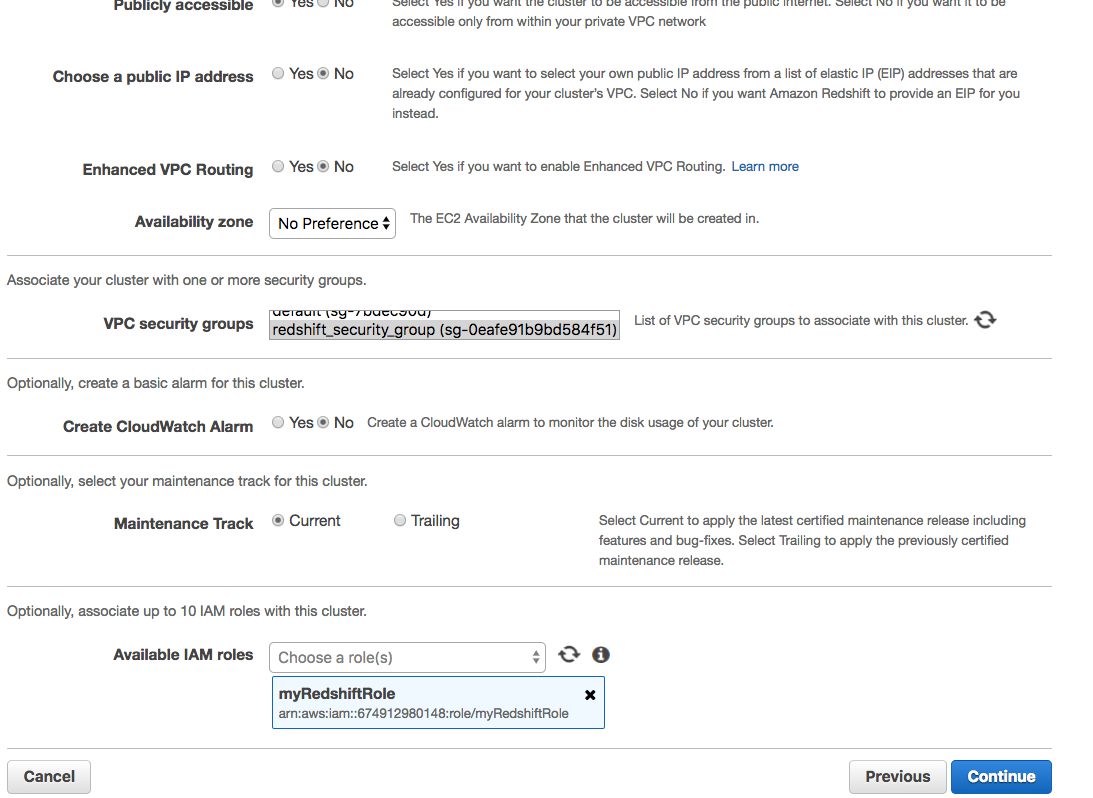 Publicly accessible Yes No Select Yes if you want the cluster to be accessible from the public internet. Select No if you want it to be
accessible only from within your private VPC network
Choose a public IP address Yes No Select Yes if you want to select your own public IP address from a list of elastic IP (EIP) addresses that are
already configured for your cluster's VPC. Select No if you want Amazon Redshift to provide an EIP for you
instead.
Enhanced VPC Routing Yes No Select Yes if you want to enable Enhanced VPC Routing. Learn more
Availability zone No Preference The EC2 Availability Zone that the cluster will be created in.
Associate your cluster with one or more security groups.
default
VPC security groups redshift_security_group (sg-0eafe91b9bd584f51) List of VPC security groups to associate with this cluster.
Optionally, create a basic alarm for this cluster.
Create CloudWatch Alarm Yes No Create a CloudWatch alarm to monitor the disk usage of your cluster.
Optionally, select your maintenance track for this cluster.
Maintenance Track Current Trailing Select Current to apply the latest certified maintenance release including
features and bug-fixes. Select Trailing to apply the previously certified
maintenance release.
Optionally, associate up to 10 IAM roles with this cluster.
Available IAM roles Choose a role(s)
myRedshiftRole
arn:aws:iam::674912980148:role/myRedshiftRole
Cancel Previous Continue